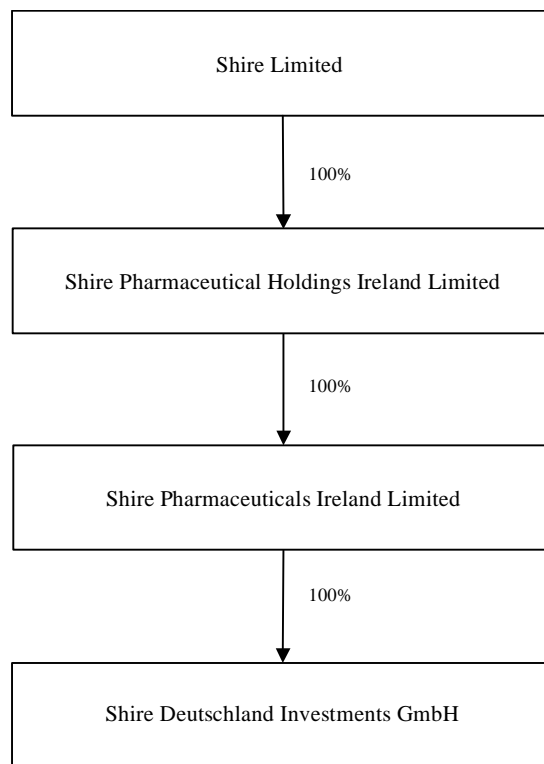 Shire Limited
100%
Shire Pharmaceutical Holdings Ireland Limited
100%
Shire Pharmaceuticals Ireland Limited
100%
Shire Deutschland Investments GmbH